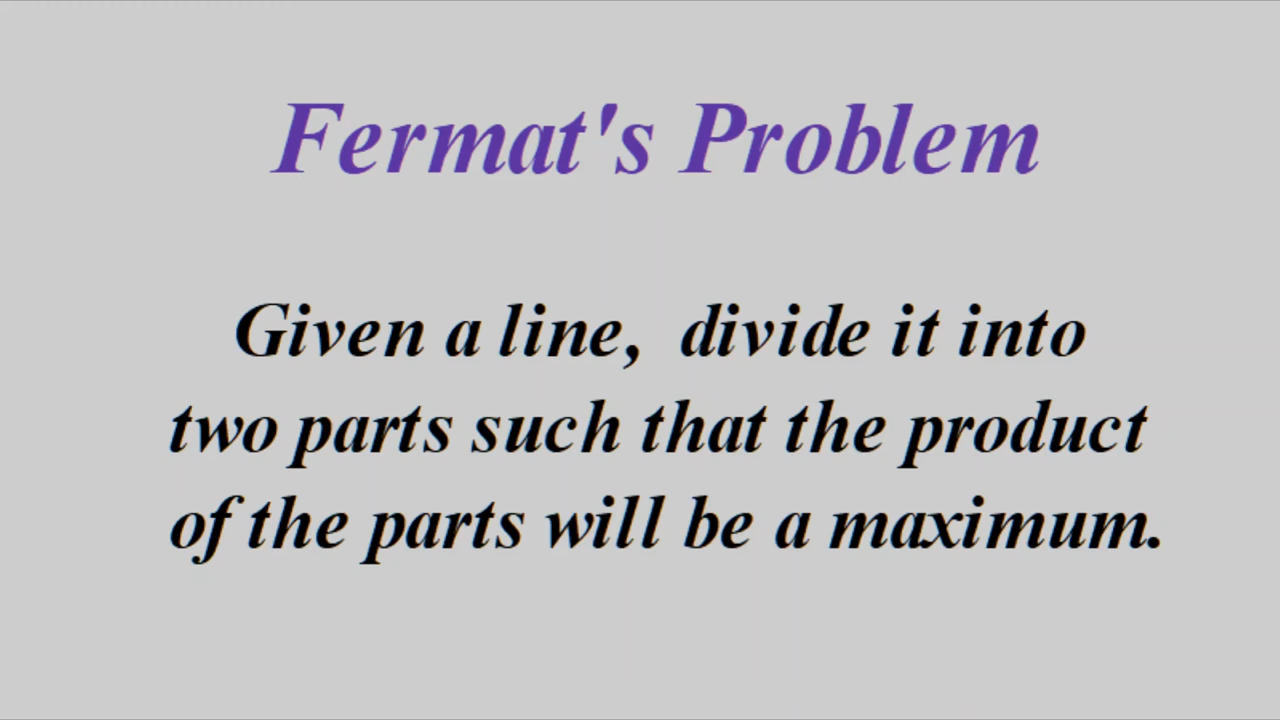 Fermat's Problem
Given a line, divide it into
two parts such that the product
of the parts will be a maximum.